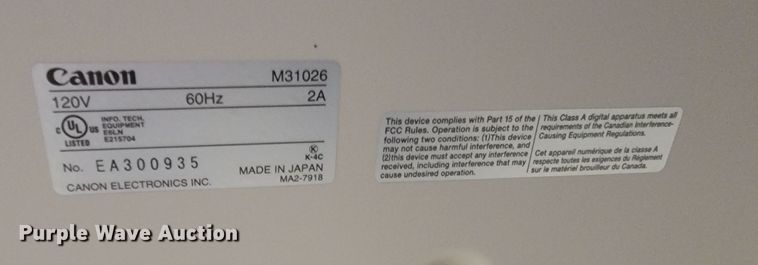 Canon M31026
120V 60Hz 2A
C UL US
LISTED
INFO. TECH.
EQUIPMENT
E6LN
E215704
K-4C
No. EA300935 MADE IN JAPAN
CANON ELECTRONICS INC. MA2-7918
This device complies with Part 15 of the
FCC Rules. Operation is subject to the
following two conditions: (1)This device
may not cause harmful interference, and
(2)this device must accept any interference
received, including interference that may
cause undesired operation.
This Class A digital apparatus meets all
requirements of the Canadian Interference-
Causing Equipment Regulations.
Cet appareil numérique de la classe A
respecte toutes les exigences du Règlement
sur le matériel brouilleur du Canada.
Purple Wave Auction